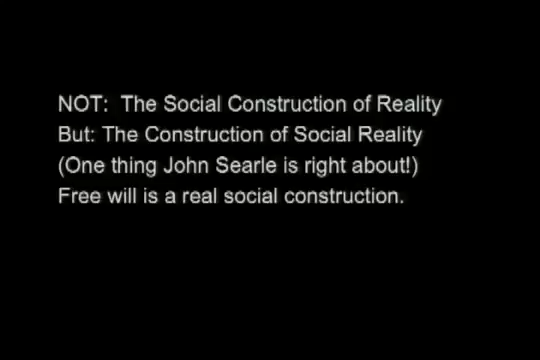 NOT:  The Social Construction of Reality
But: The Construction of Social Reality
(One thing John Searle is right about!)
Free will is a real social construction.